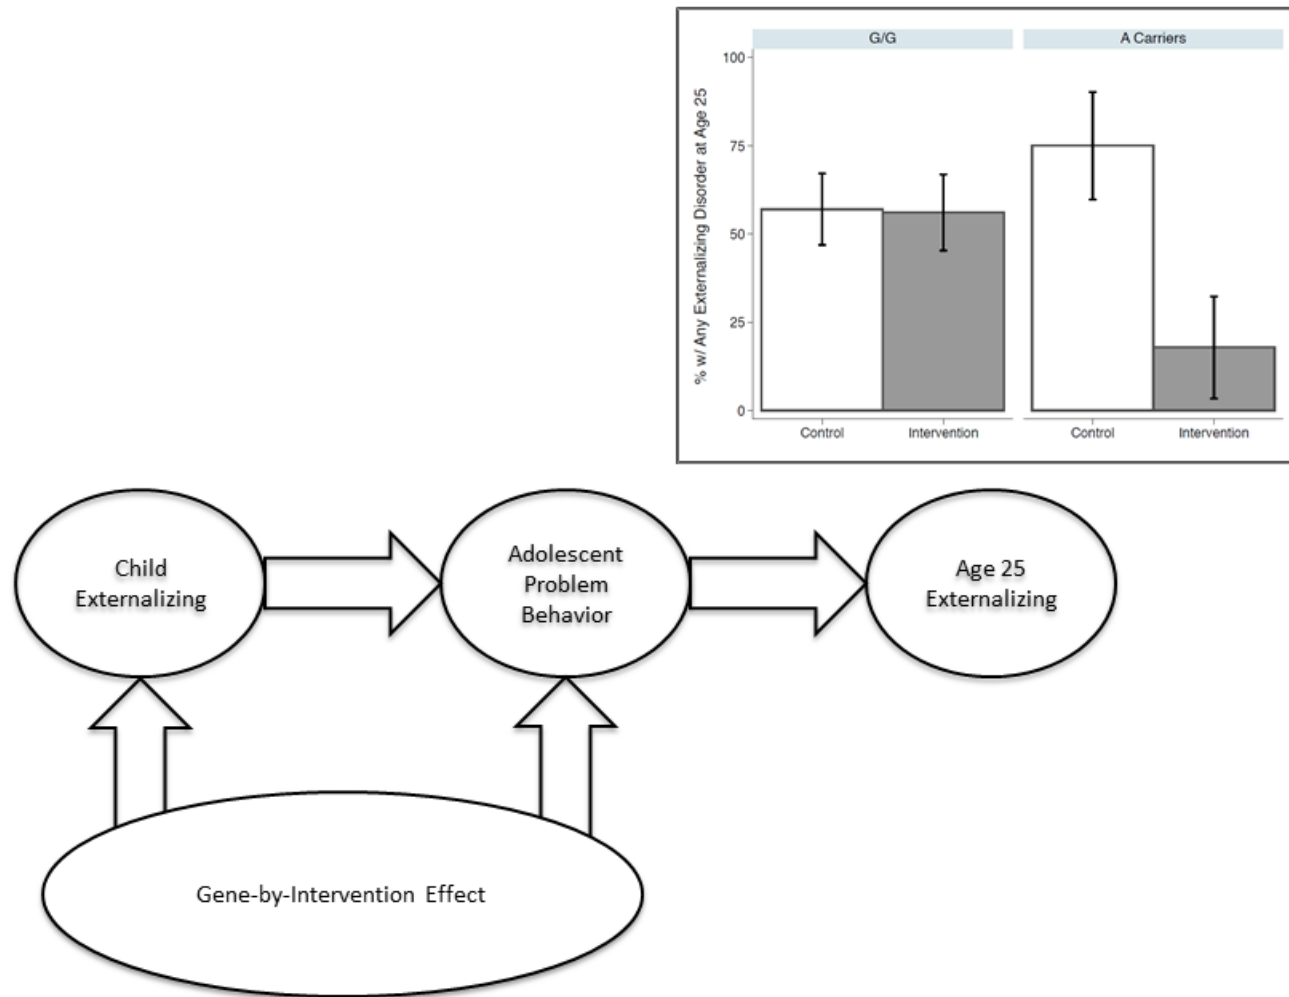 G/G
A Carriers
% w/ Any Externalizing Disorder at Age 25
100
75
50
25
0
Control
Intervention
Control
Intervention
Child
Externalizing
Adolescent
Problem
Behavior
Age 25
Externalizing
Gene-by-Intervention Effect